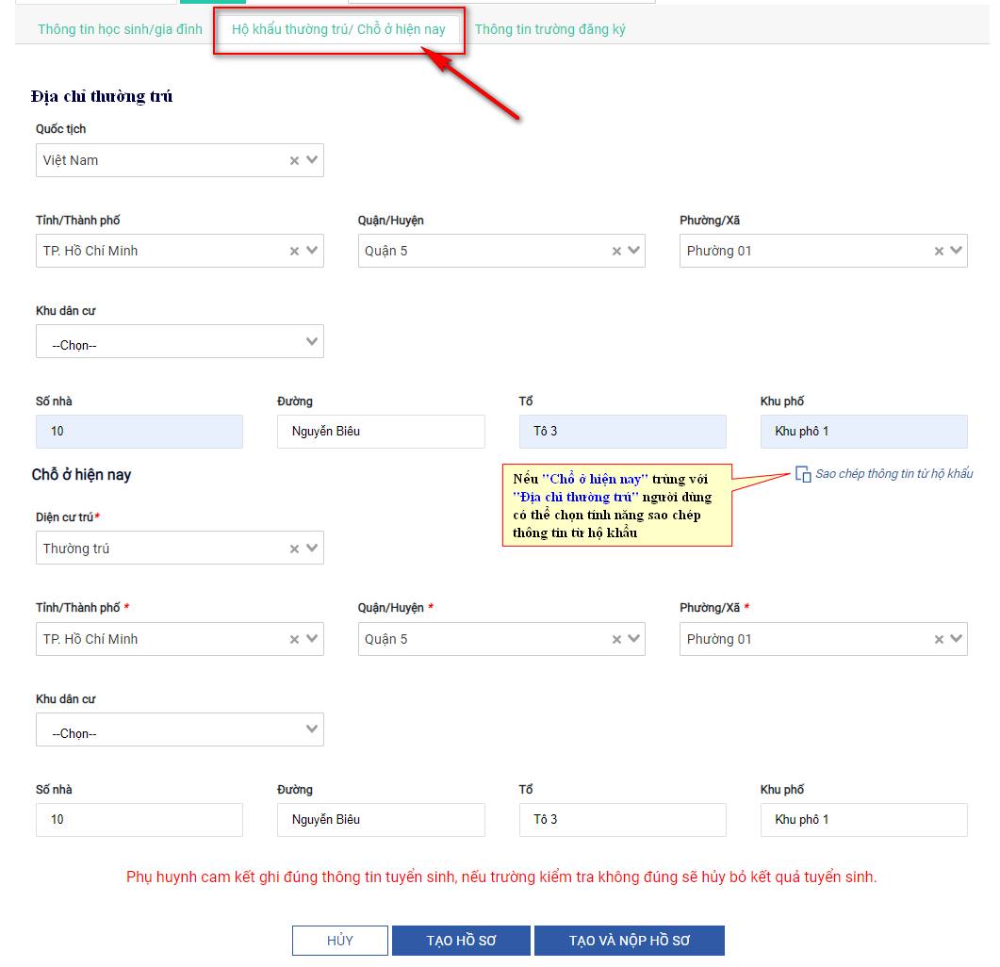 Thông tin học sinh/gia đình Hộ khẩu thường trú/ Chỗ ở hiện nay Thông tin trường đăng ký
Địa chỉ thường trú
Quốc tịch
Việt Nam
Tỉnh/Thành phố Quận/Huyện Phường/Xã
TP. Hồ Chí Minh Quận 5 Phường 01
Khu dân cư
--Chọn--
Số nhà Đường Tổ Khu phố
10 Nguyễn Biêu Tô 3 Khu phô 1
Chỗ ở hiện nay
Sao chép thông tin từ hộ khẩu
Nếu "Chổ ở hiện nay" trùng với
"Địa chỉ thường trú" người dùng
có thể chọn tính năng sao chép
thông tin từ hộ khẩu
Diện cư trú*
Thường trú
Tỉnh/Thành phố * Quận/Huyện * Phường/Xã *
TP. Hồ Chí Minh Quận 5 Phường 01
Khu dân cư
--Chọn--
Số nhà Đường Tổ Khu phố
10 Nguyễn Biêu Tô 3 Khu phô 1
Phụ huynh cam kết ghi đúng thông tin tuyển sinh, nếu trường kiểm tra không đúng sẽ hủy bỏ kết quả tuyển sinh.
HỦY TẠO HỒ SƠ TẠO VÀ NỘP HỒ SƠ